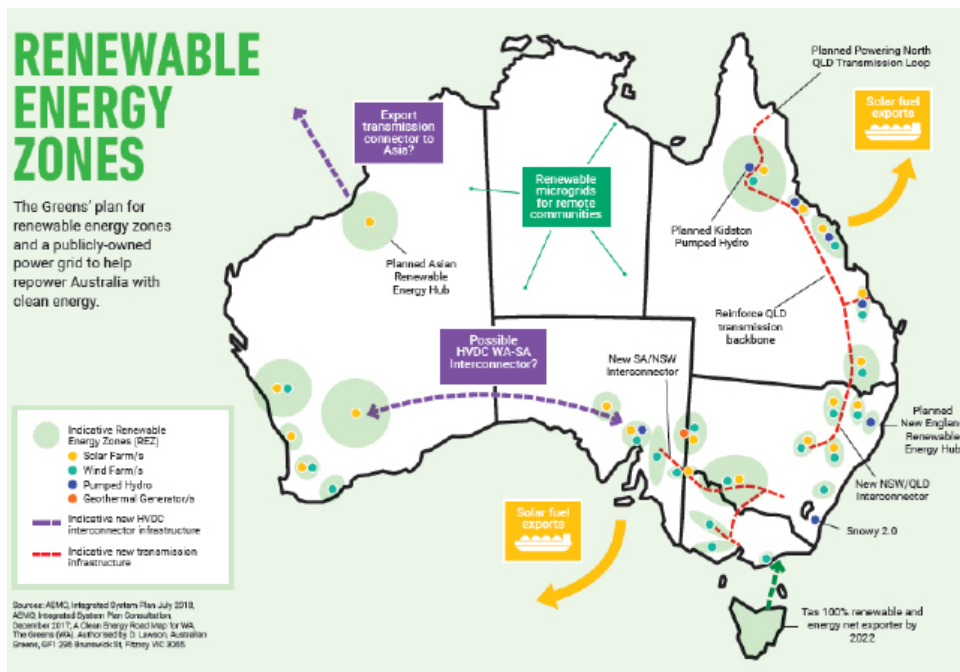 RENEWABLE
ENERGY
ZONES
The Greens' plan for
renewable energy zones
and a publicly-owned
power grid to help
repower Australia with
clean energy.
Export
transmission
connector to
Asia?
Renewable
microgrids
for remote
communities
Planned Powering North
QLD Transmission Loop
Solar fuel
exports
Planned Kidston
Pumped Hydro
Planned Asian
Renewable
Energy Hub
Reinforce QLD
transmission
backbone
Possible
HVDC WA-SA
Interconnector?
New SA/NSW
Interconnector
Planned
New England
Renewable
Energy Hub
New NSW/QLD
Interconnector
Snowy 2.0
Solar fuel
exports
Tas 100% renewable and
energy net exporter by
2022
Indicative Renewable
Energy Zones (REZ)
Solar Farm/s
Wind Farm/s
Pumped Hydro
Geothermal Generator/s
Indicative new HVDC
interconnector infrastructure
Indicative new transmission
infrastructure
Sources: AEMO, Integrated System Plan July 2018,
AEMO, Integrated System Plan Consultation,
December 2017; A Clean Energy Road Map for WA,
The Greens (WA). Authorised by D. Lawson, Australian
Greens, GF1 296 Brunswick St, Fitzroy VIC 3065